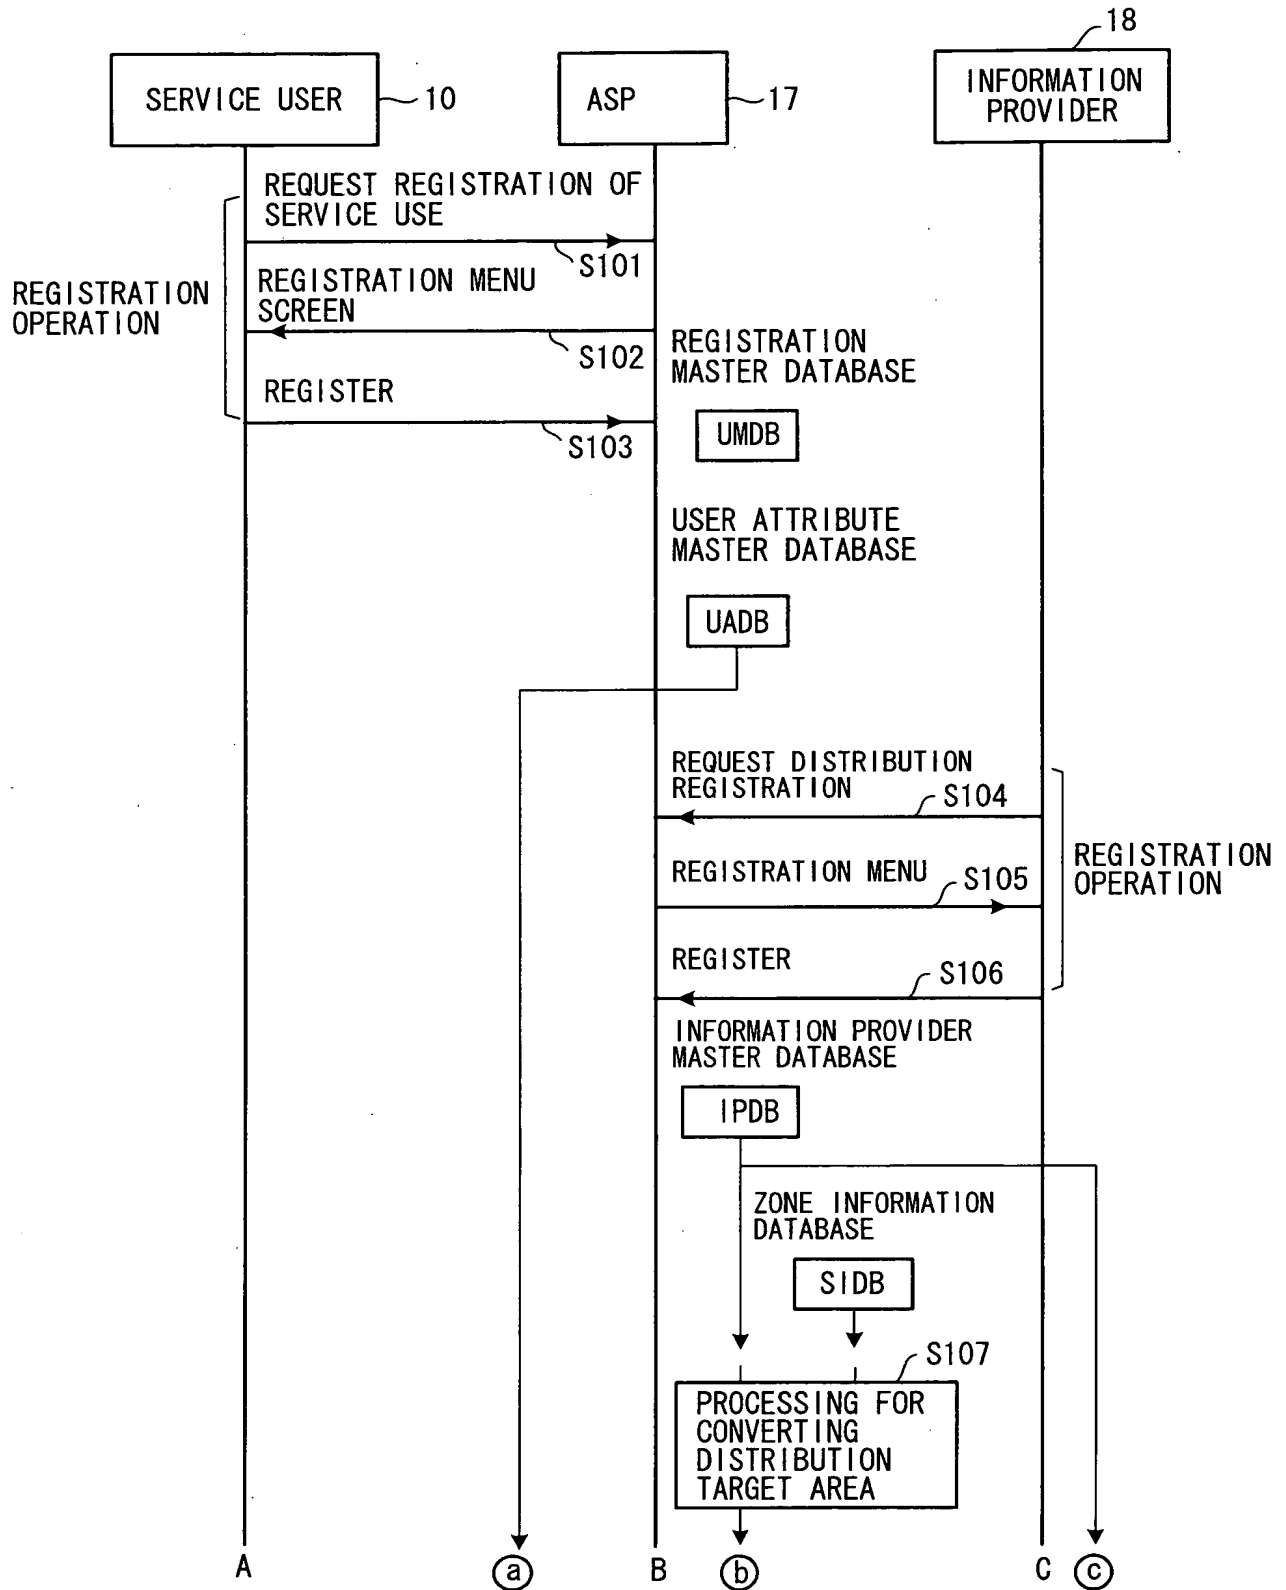 18
SERVICE USER
10
ASP
17
INFORMATION
PROVIDER
REQUEST REGISTRATION OF
SERVICE USE
S101
REGISTRATION
OPERATION
REGISTRATION MENU
SCREEN
S102
REGISTRATION
MASTER DATABASE
REGISTER
S103
UMDB
USER ATTRIBUTE
MASTER DATABASE
UADB
REQUEST DISTRIBUTION
REGISTRATION
S104
REGISTRATION MENU
S105
REGISTRATION
OPERATION
REGISTER
S106
INFORMATION PROVIDER
MASTER DATABASE
IPDB
ZONE INFORMATION
DATABASE
SIDB
S107
PROCESSING FOR
CONVERTING
DISTRIBUTION
TARGET AREA
A
a
B
b
C
c